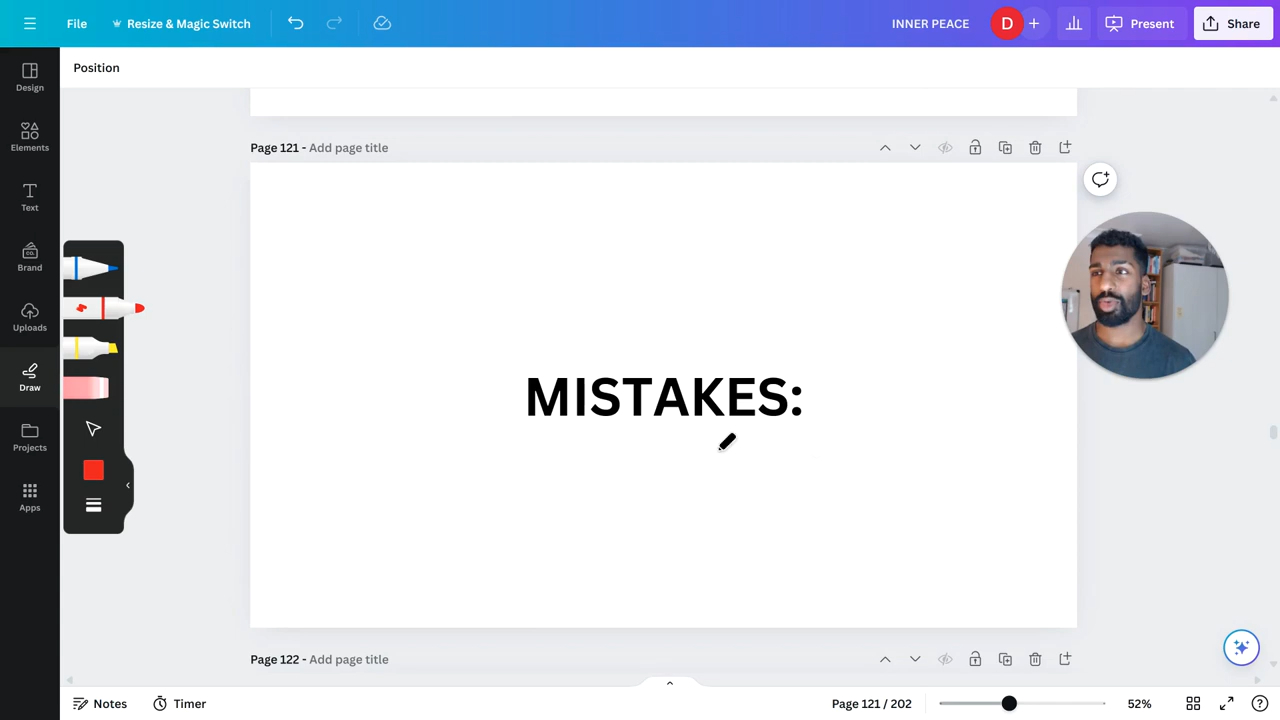 File
Resize & Magic Switch
INNER PEACE
D
Present
Share
Position
Design
Elements
Text
Brand
Uploads
Draw
Projects
Apps
Page 121 - Add page title
MISTAKES:
Page 122 - Add page title
Notes
Timer
Page 121 / 202
52%